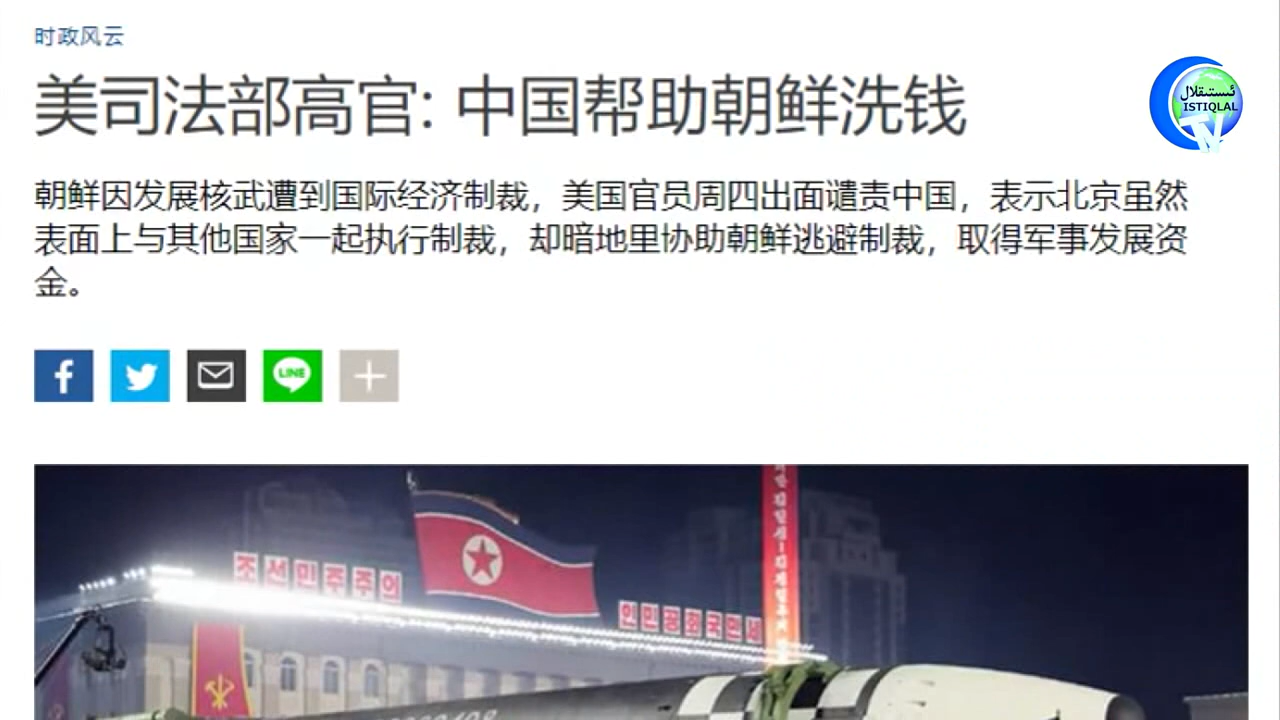 时政风云
美司法部高官: 中国帮助朝鲜洗钱
ئىستىقلال
ISTIQLAL
TV
朝鲜因发展核武遭到国际经济制裁，美国官员周四出面谴责中国，表示北京虽然
表面上与其他国家一起执行制裁，却暗地里协助朝鲜逃避制裁，取得军事发展资
金。
LINE
조선민주주의
인민공화국만세